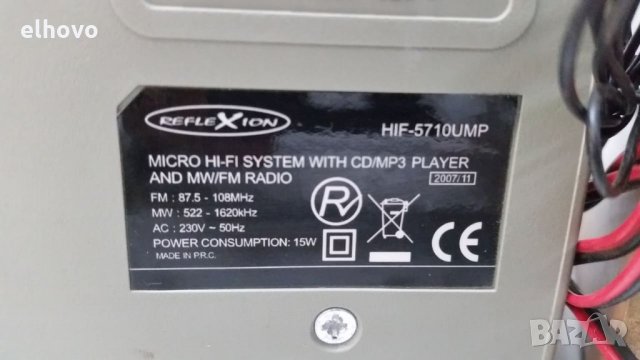 elhovo
REFLEXION
HIF-5710UMP
MICRO HI-FI SYSTEM WITH CD/MP3 PLAYER
AND MW/FM RADIO
2007/11
FM : 87.5 - 108MHz
MW : 522 - 1620kHz
AC : 230V ~ 50Hz
POWER CONSUMPTION: 15W
MADE IN P.R.C.
R
CE
BAZAR